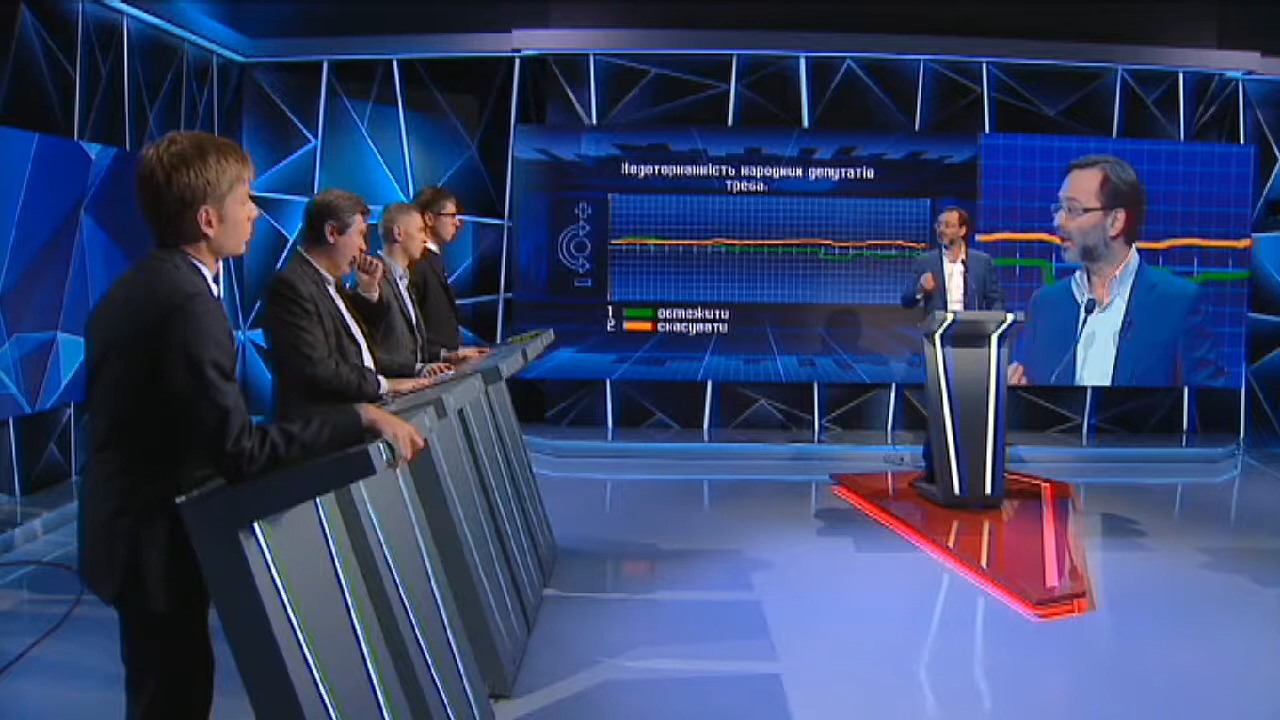 Недоторканність народних депутатів
треба:
1 обмежити
2 скасувати